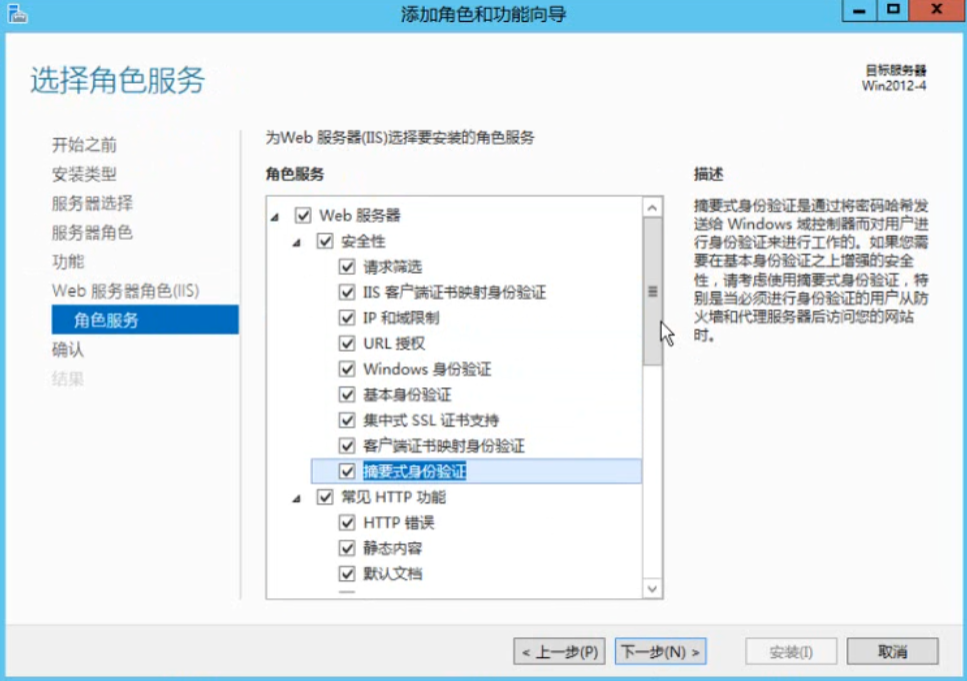 添加角色和功能向导
选择角色服务
目标服务器
Win2012-4
开始之前
安装类型
服务器选择
服务器角色
功能
Web 服务器角色(IIS)
角色服务
确认
结果
为Web 服务器(IIS)选择要安装的角色服务
角色服务
Web 服务器
安全性
请求筛选
IIS 客户端证书映射身份验证
IP 和域限制
URL 授权
Windows 身份验证
基本身份验证
集中式 SSL 证书支持
客户端证书映射身份验证
摘要式身份验证
常见 HTTP 功能
HTTP 错误
静态内容
默认文档
描述
摘要式身份验证是通过将密码哈希发
送给 Windows 域控制器而对用户进
行身份验证来进行工作的。如果您需
要在基本身份验证之上增强的安全
性，请考虑使用摘要式身份验证，特
别是当必须进行身份验证的用户从防
火墙和代理服务器后访问您的网站
时。
< 上一步(P)
下一步(N) >
安装(I)
取消